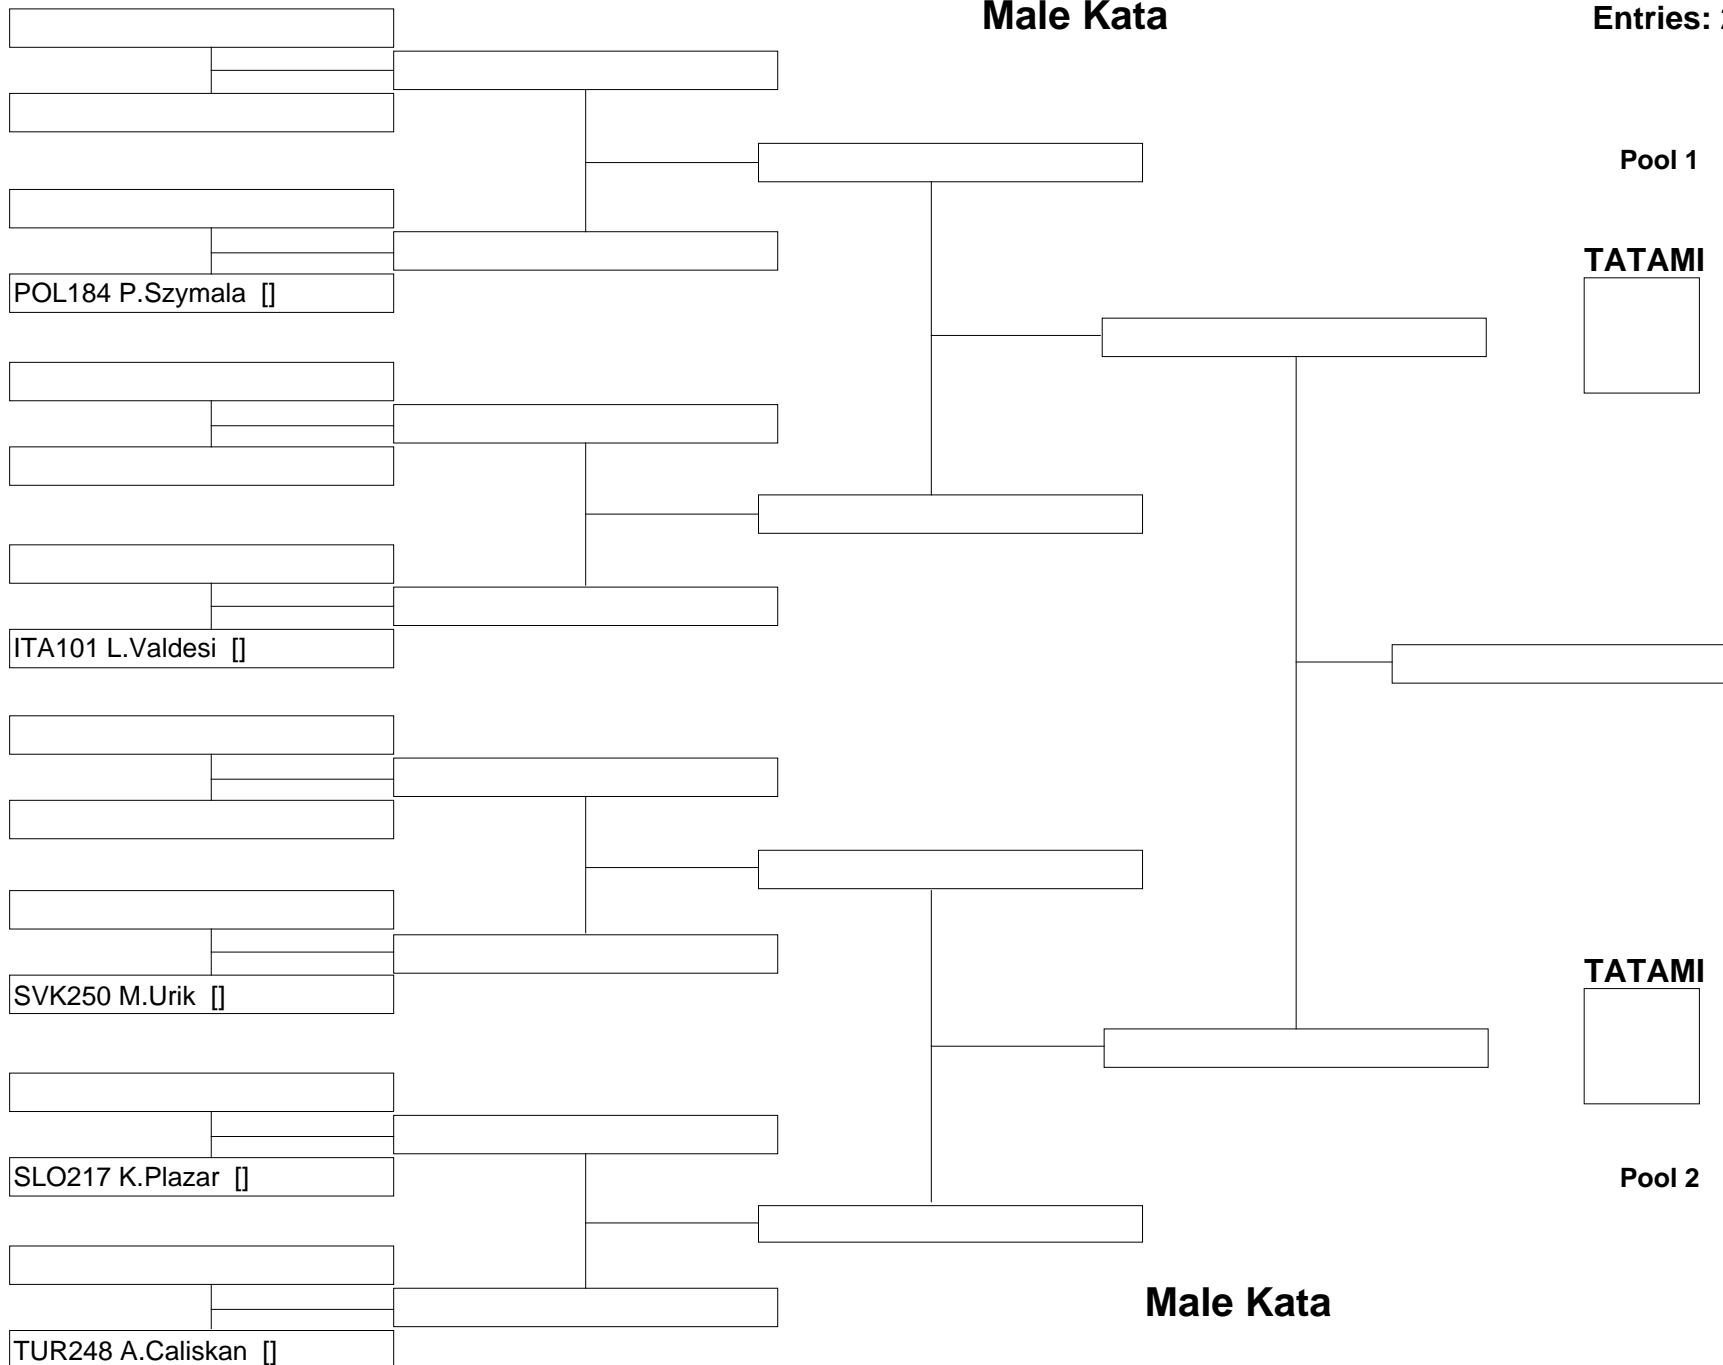 Male Kata
Entries:
Pool 1
TATAMI
POL184 P.Szymala []
ITA101 L.Valdesi []
SVK250 M.Urik []
TATAMI
SLO217 K.Plazar []
Pool 2
Male Kata
TUR248 A.Caliskan []